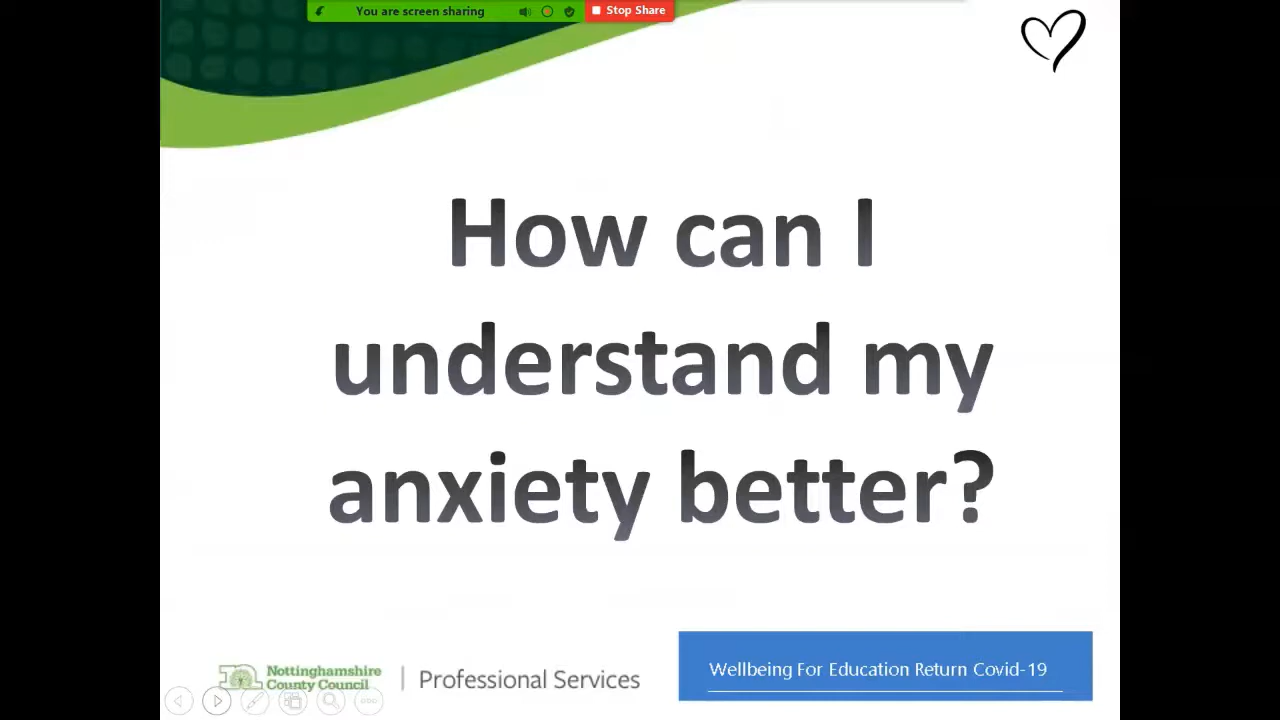 You are screen sharing
Stop Share
How can I
understand my
anxiety better?
Nottinghamshire
County Council
Professional Services
Wellbeing For Education Return Covid-19